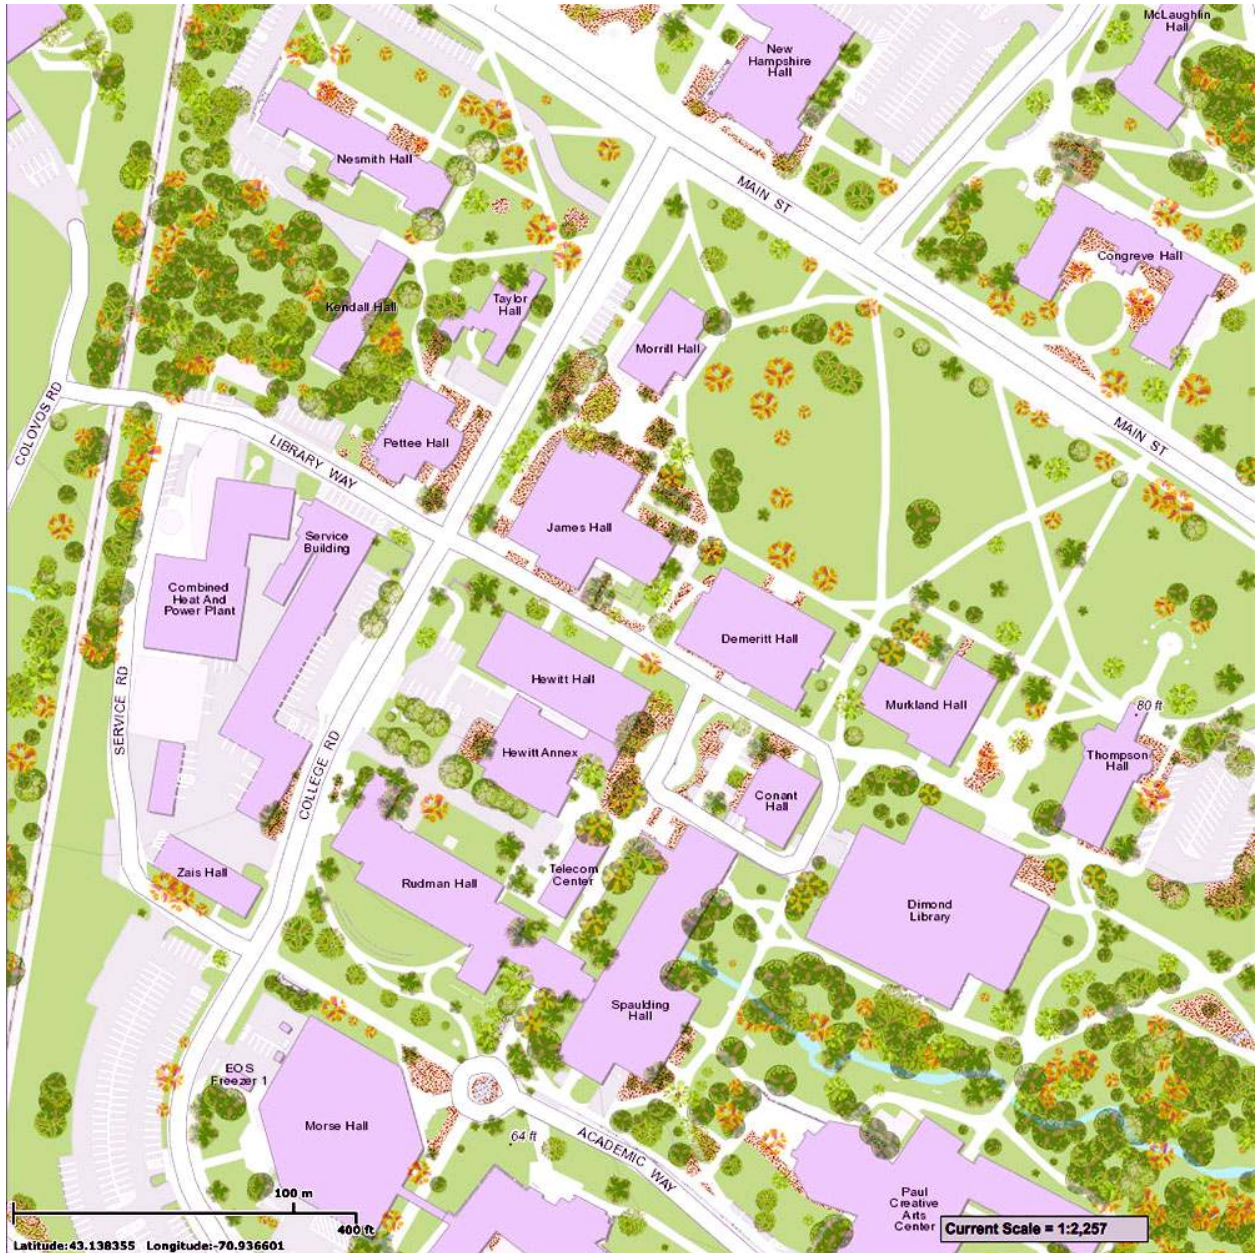 McLaughlin
Hall
New
Hampshire
Hall
Nesmith Hall
MAIN ST
Congreve Hall
Kendall Hall
Taylor
Hall
Morrill Hall
COLOVOS RD
MAIN ST
Pettee Hall
LIBRARY WAY
James Hall
Service
Building
Combined
Heat And
Power Plant
Demeritt Hall
Hewitt Hall
Murkland Hall
80 ft
SERVICE RD
COLLEGE RD
Hewitt Annex
Thompson
Hall
Conant
Hall
Zais Hall
Rudman Hall
Telecom
Center
Dimond
Library
Spaulding
Hall
EOS
Freezer 1
Morse Hall
64 ft
ACADEMIC WAY
Paul
Creative
Arts
Center
100 m
400 ft
Current Scale = 1:2,257
Latitude:43.138355 Longitude:-70.936601